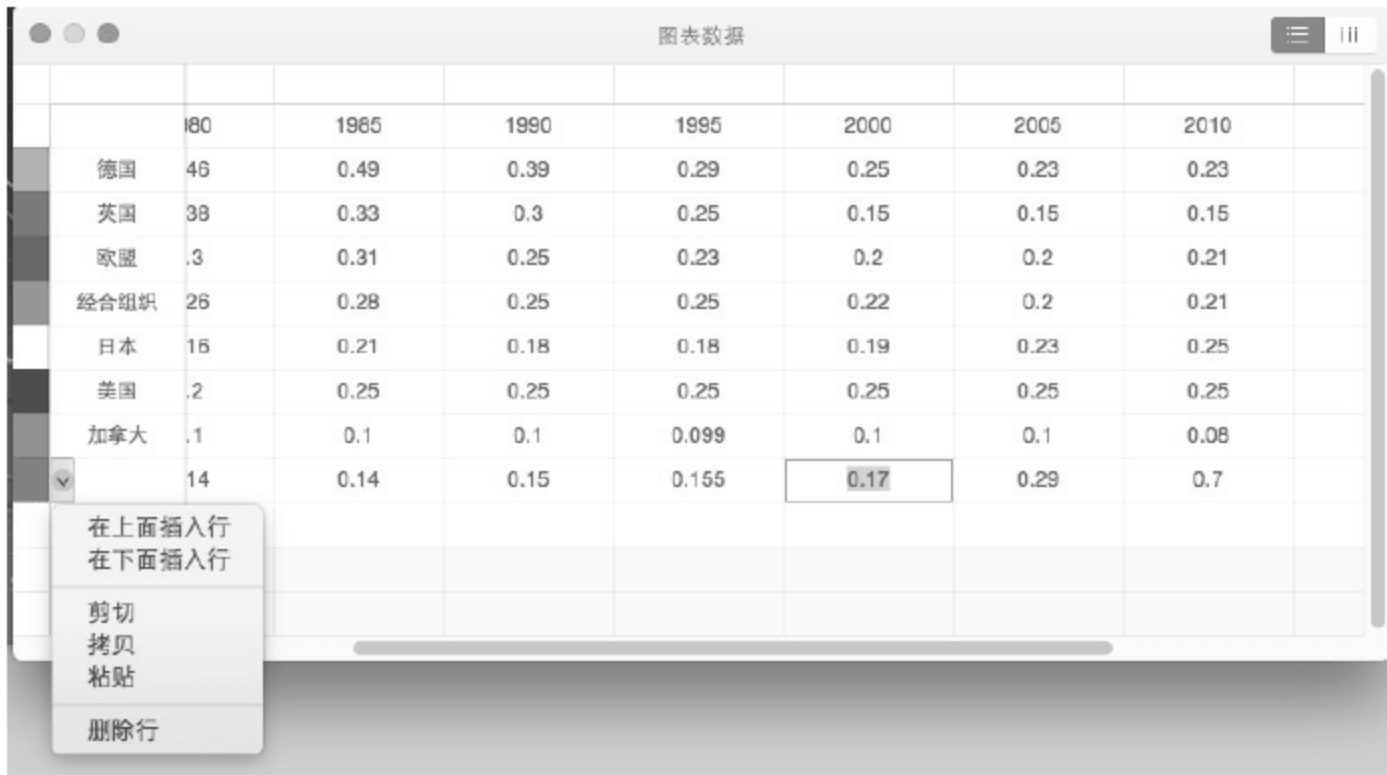 图表数据
180 1985 1990 1995 2000 2005 2010
德国 46 0.49 0.39 0.29 0.25 0.23 0.23
英国 38 0.33 0.3 0.25 0.15 0.15 0.15
欧盟 .3 0.31 0.25 0.23 0.2 0.2 0.21
经合组织 26 0.28 0.25 0.25 0.22 0.2 0.21
日本 16 0.21 0.18 0.18 0.19 0.23 0.25
美国 .2 0.25 0.25 0.25 0.25 0.25 0.25
加拿大 .1 0.1 0.1 0.099 0.1 0.1 0.08
14 0.14 0.15 0.155 0.17 0.29 0.7
在上面插入行
在下面插入行
剪切
拷贝
粘贴
删除行